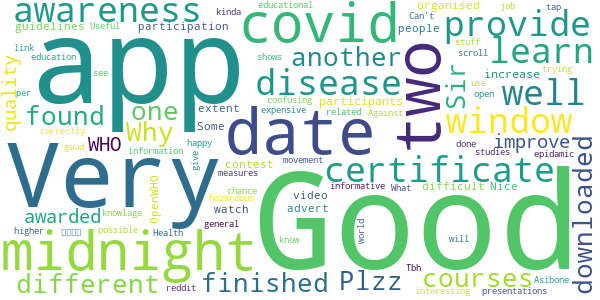 awareness
kinda
educational
organised
job
tap
Useful
guidelines
participation
Can't
people
stuff
scroll
link
education
see
shows
trying
covid
provide
another
learn
increase
app
two
disease
Sir
well
use
open
per
quality
found
one
extent
confusing
expensive
participants
related
Against
window
correctly
Why
Some
date
improve
done
studies
epidamic
downloaded
guud
WHO
information
happy
contest
give
measures
movement
informative
What
certificate
Very
Good
OpenWHO
hazardous
chance
video
difficult
Nice
awarded
knowlage
watch
advert
know
world
will
higher
possible
Health
general
midnight
courses
Tbh
Asibone
different
reddit
finished
Plzz
interesting
presentations